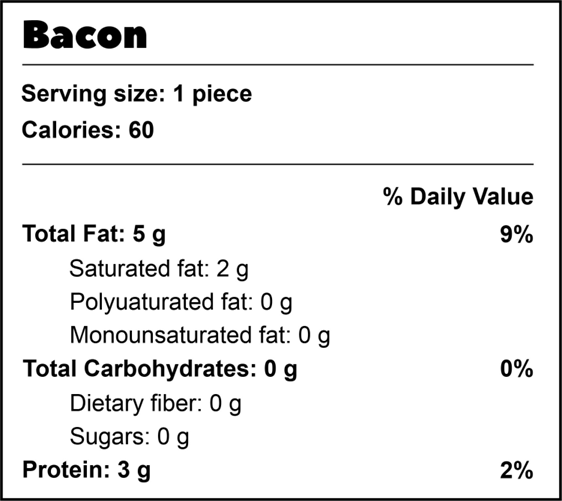 Bacon
Serving size: 1 piece
Calories: 60
% Daily Value
Total Fat: 5 g 9%
Saturated fat: 2 g
Polyuaturated fat: 0 g
Monounsaturated fat: 0 g
Total Carbohydrates: 0 g 0%
Dietary fiber: 0 g
Sugars: 0 g
Protein: 3 g 2%